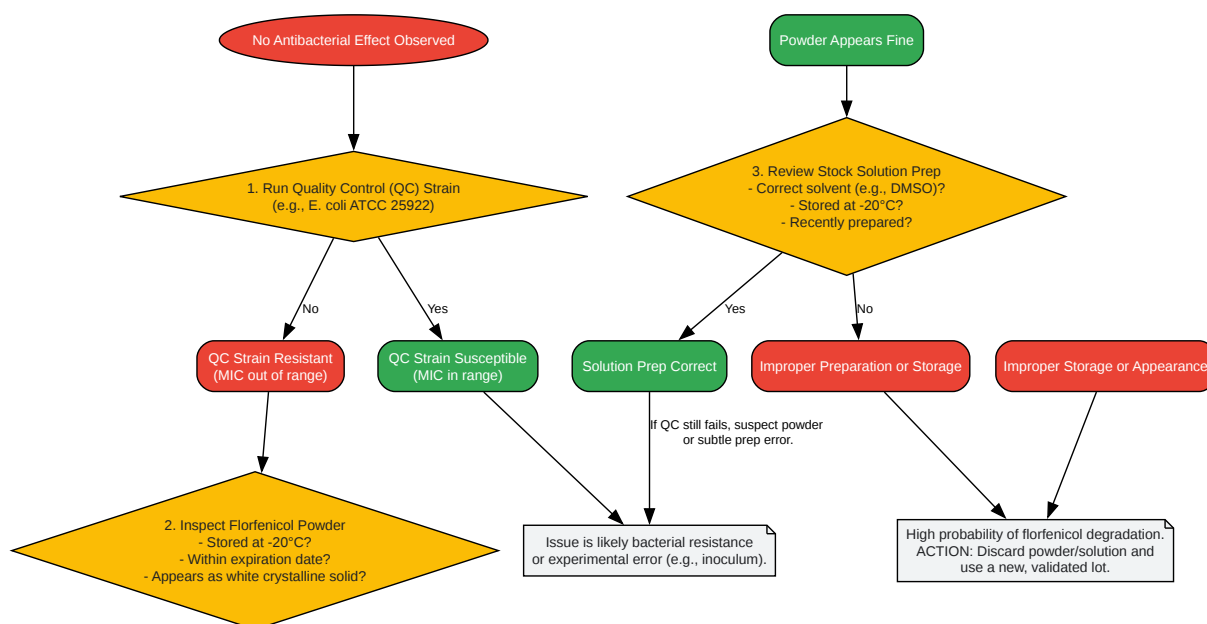 No Antibacterial Effect Observed
Powder Appears Fine
1. Run Quality Control (QC) Strain
(e.g., E. coli ATCC 25922)
3. Review Stock Solution Prep
- Correct solvent (e.g., DMSO)?
- Stored at -20°C?
- Recently prepared?
No
Yes
Yes
No
QC Strain Resistant
(MIC out of range)
QC Strain Susceptible
(MIC in range)
Solution Prep Correct
Improper Preparation or Storage
Improper Storage or Appearance
If QC still fails, suspect powder
or subtle prep error.
2. Inspect Florfenicol Powder
- Stored at -20°C?
- Within expiration date?
- Appears as white crystalline solid?
Issue is likely bacterial resistance
or experimental error (e.g., inoculum).
High probability of florfenicol degradation.
ACTION: Discard powder/solution and
use a new, validated lot.